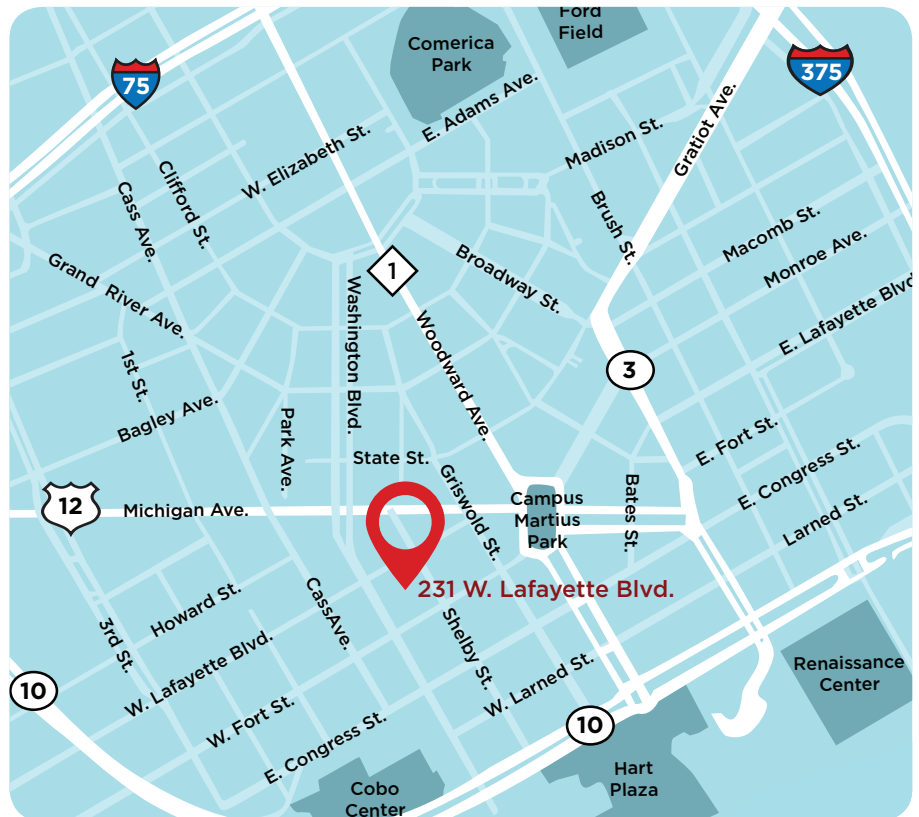 Ford
Field
Comerica
Park
75
375
E. Adams Ave.
Gratiot Ave.
Madison St.
W. Elizabeth St.
Clifford St.
Cass Ave.
Brush St.
Macomb St.
Monroe Ave.
Grand River Ave.
1
Broadway St.
Washington Blvd.
E. Lafayette Blvd
Woodward Ave.
1st St.
3
Bagley Ave.
Park Ave.
State St.
E. Fort St.
Griswold St.
E. Congress St.
12
Michigan Ave.
Campus
Martius
Park
Bates St.
Larned St.
231 W. Lafayette Blvd.
Howard St.
CassAve.
3rd St.
Shelby St.
W. Lafayette Blvd.
W. Larned St.
Renaissance
Center
10
W. Fort St.
10
E. Congress St.
Hart
Plaza
Cobo
Center